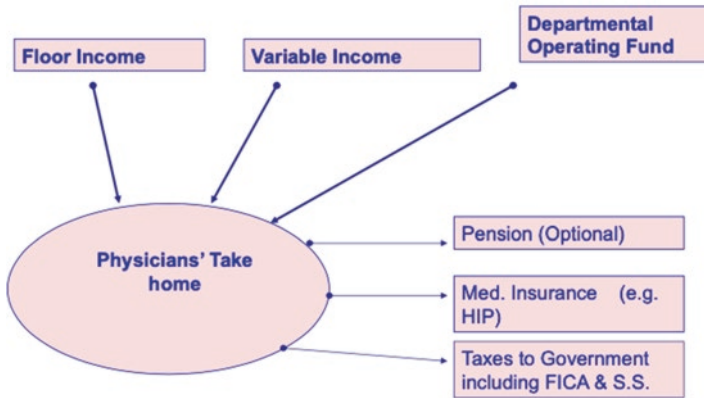 Departmental
Operating Fund
Floor Income
Variable Income
Physicians' Take
home
Pension (Optional)
Med. Insurance (e.g.
HIP)
Taxes to Government
including FICA & S.S.